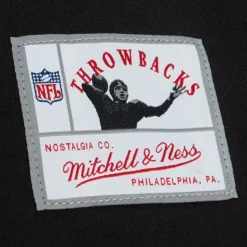 THROWBACKS
NFL
NOSTALGIA CO.
Mitchell & Ness
PHILADELPHIA, PA.